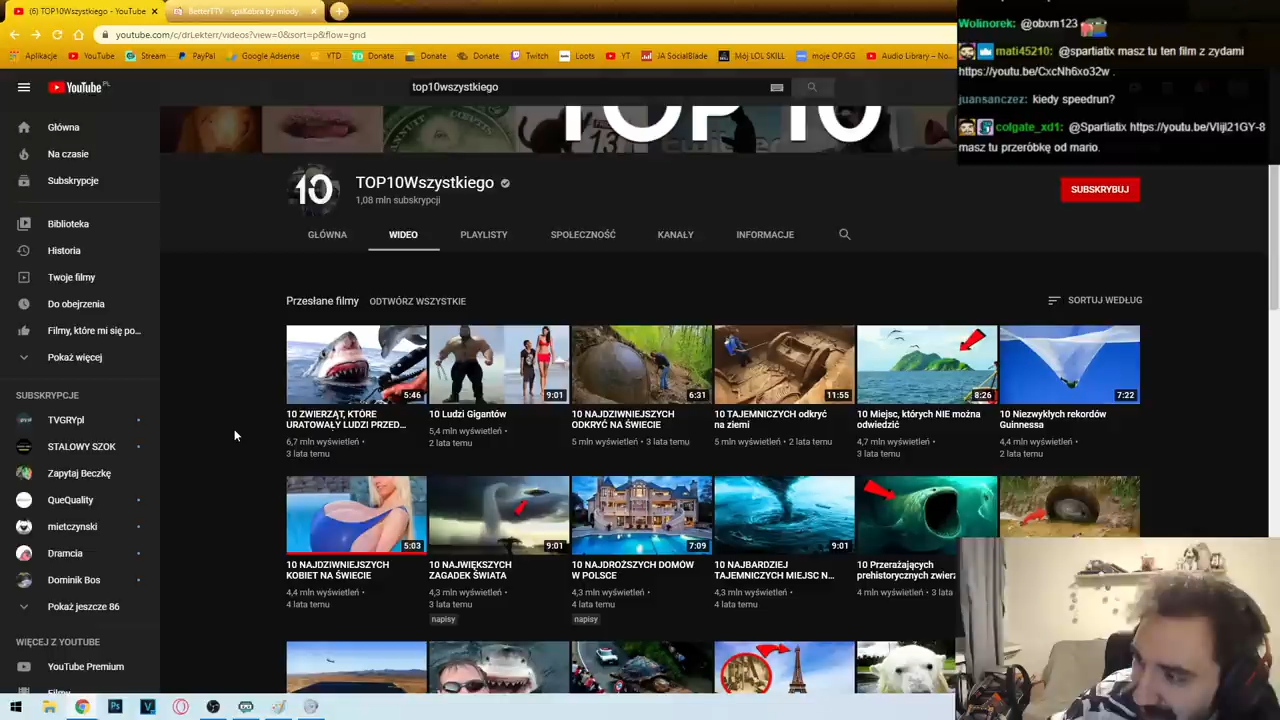 (6) TOP10Wszystkiego - YouTube
BetterTTV - spxKobra by miody
youtube.com/c/drLekterr/videos?view=0&sort=p&flow=grid
Aplikacje YouTube Stream PayPal Google Adsense YTD Donate Donate Twitch Loots YT JASocialBlade Mój LOL SKILL moje OP.GG Audio Library – No...
Wolinorek: @obxm123
mati45210: @spartiatix masz tu ten film z zydami
https://youtu.be/CxcNh6xo32w .
juansanczez: kiedy speedrun?
colgate_xd1: @Spartiatix https://youtu.be/VIijl21GY-8
masz tu przeróbkę od mario.
YouTube PL
top10wszystkiego
TOP 10
10
TOP10Wszystkiego
1,08 mln subskrypcji
SUBSKRYBUJ
GŁÓWNA WIDEO PLAYLISTY SPOŁECZNOŚĆ KANAŁY INFORMACJE
Główna
Na czasie
Subskrypcje
Biblioteka
Historia
Twoje filmy
Do obejrzenia
Filmy, które mi się po...
Pokaż więcej
SUBSKRYPCJE
TVGRYpl
STALOWY SZOK
Zapytaj Beczkę
QueQuality
mietczynski
Dramcia
Dominik Bos
Pokaż jeszcze 86
WIĘCEJ Z YOUTUBE
YouTube Premium
Filmy
Przesłane filmy ODTWÓRZ WSZYSTKIE
SORTUJ WEDŁUG
5:46
10 ZWIERZĄT, KTÓRE
URATOWAŁY LUDZI PRZED...
6,7 mln wyświetleń •
3 lata temu
9:01
10 Ludzi Gigantów
5,4 mln wyświetleń •
2 lata temu
6:31
10 NAJDZIWNIEJSZYCH
ODKRYĆ NA ŚWIECIE
5 mln wyświetleń • 3 lata temu
11:55
10 TAJEMNICZYCH odkryć
na ziemi
5 mln wyświetleń • 2 lata temu
8:26
10 Miejsc, których NIE można
odwiedzić
4,7 mln wyświetleń •
3 lata temu
7:22
10 Niezwykłych rekordów
Guinnessa
4,4 mln wyświetleń •
2 lata temu
5:03
10 NAJDZIWNIEJSZYCH
KOBIET NA ŚWIECIE
4,4 mln wyświetleń •
4 lata temu
9:01
10 NAJWIĘKSZYCH
ZAGADEK ŚWIATA
4,3 mln wyświetleń •
3 lata temu
napisy
7:09
10 NAJDROŻSZYCH DOMÓW
W POLSCE
4,3 mln wyświetleń •
4 lata temu
napisy
9:01
10 NAJBARDZIEJ
TAJEMNICZYCH MIEJSC N...
4,3 mln wyświetleń •
4 lata temu
10 Przerażających
prehistorycznych zwierz
4 mln wyświetleń • 3 lata